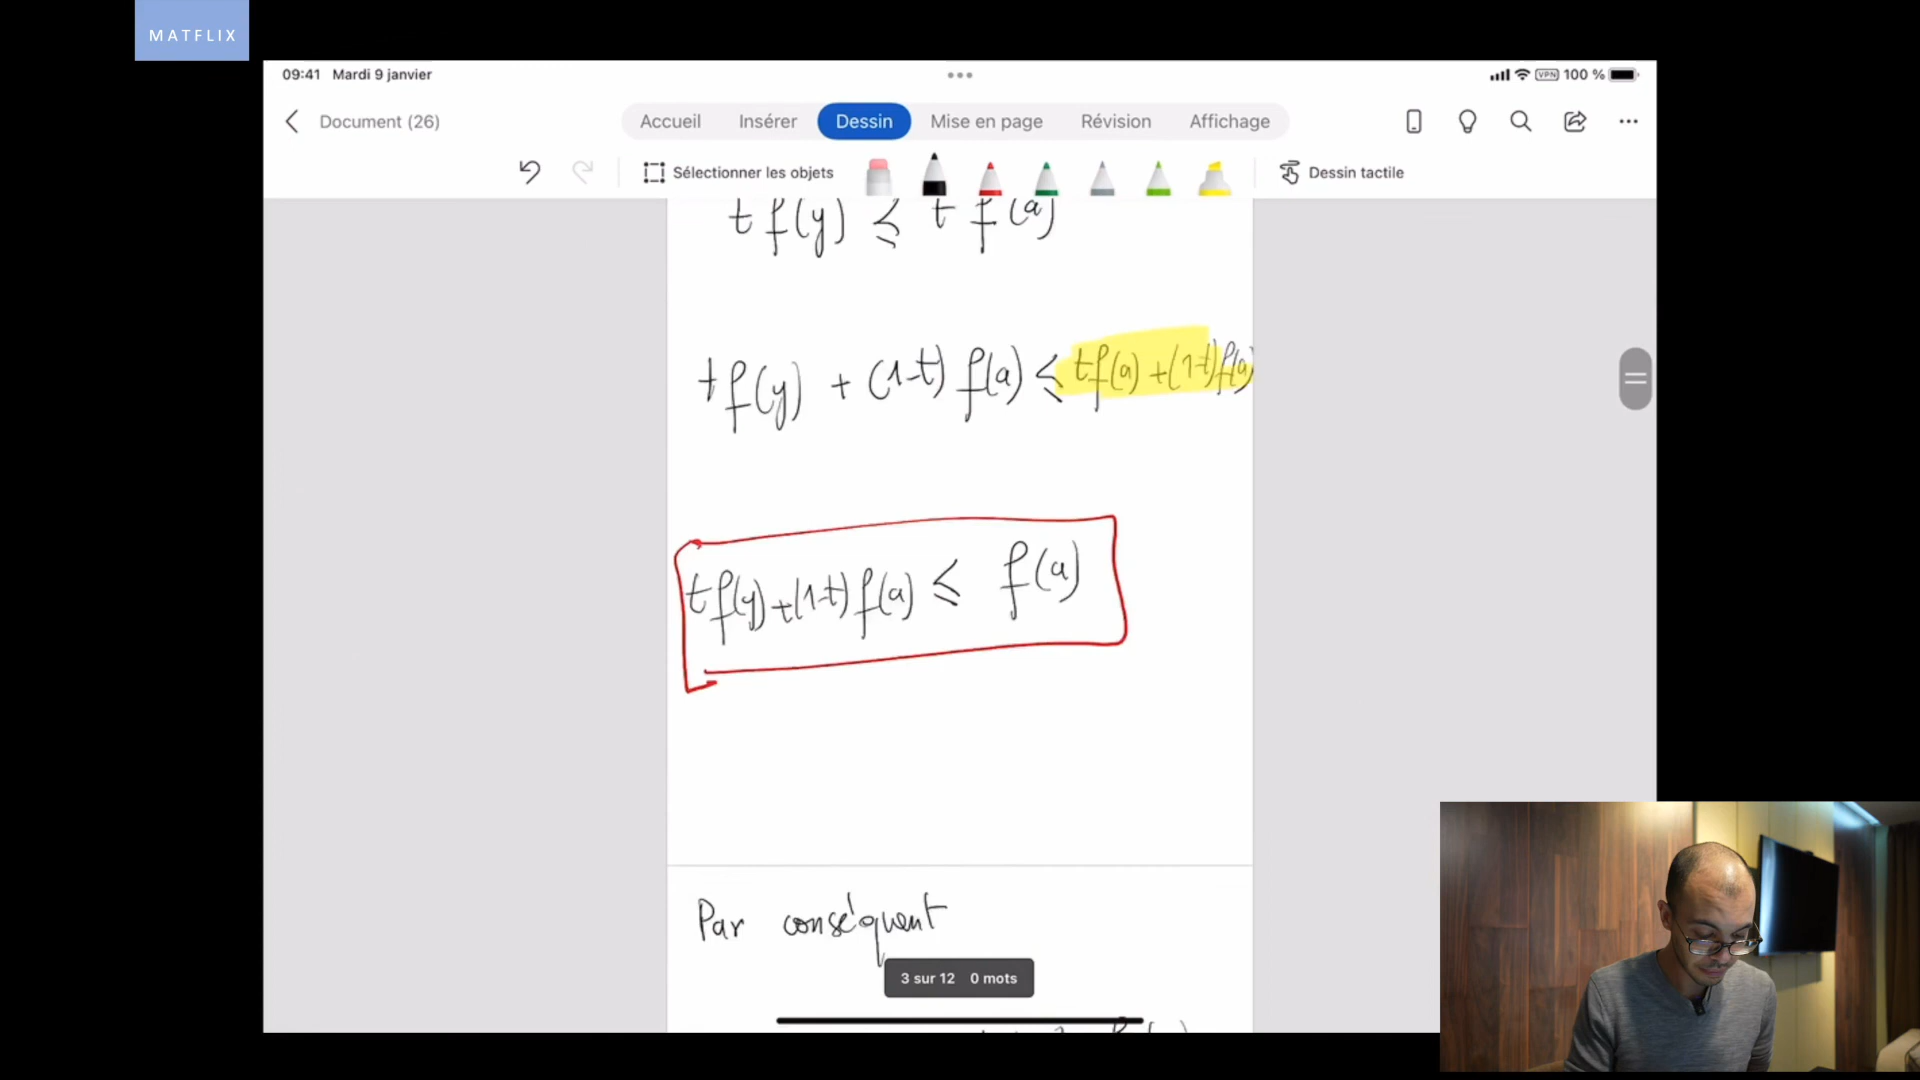 MATFLIX
09:41 Mardi 9 janvier
VPN 100 %
Document (26)
Accueil Insérer Dessin Mise en page Révision Affichage
Sélectionner les objets
Dessin tactile
t f(y) ⩽ t f(a)
t f(y) + (1-t) f(a) ⩽ t f(a) + (1-t) f(a)
t f(y) + (1-t) f(a) ⩽ f(a)
Par conséquent
3 sur 12 0 mots